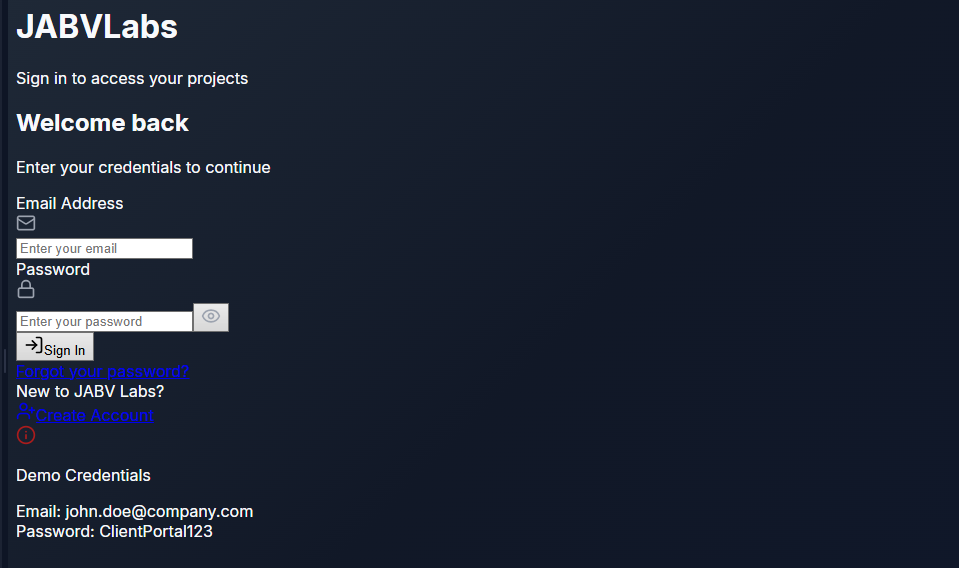 JABVLabs
Sign in to access your projects
Welcome back
Enter your credentials to continue
Email Address
Enter your email
Password
Enter your password
Sign In
Forgot your password?
New to JABV Labs?
Create Account
Demo Credentials
Email: john.doe@company.com
Password: ClientPortal123